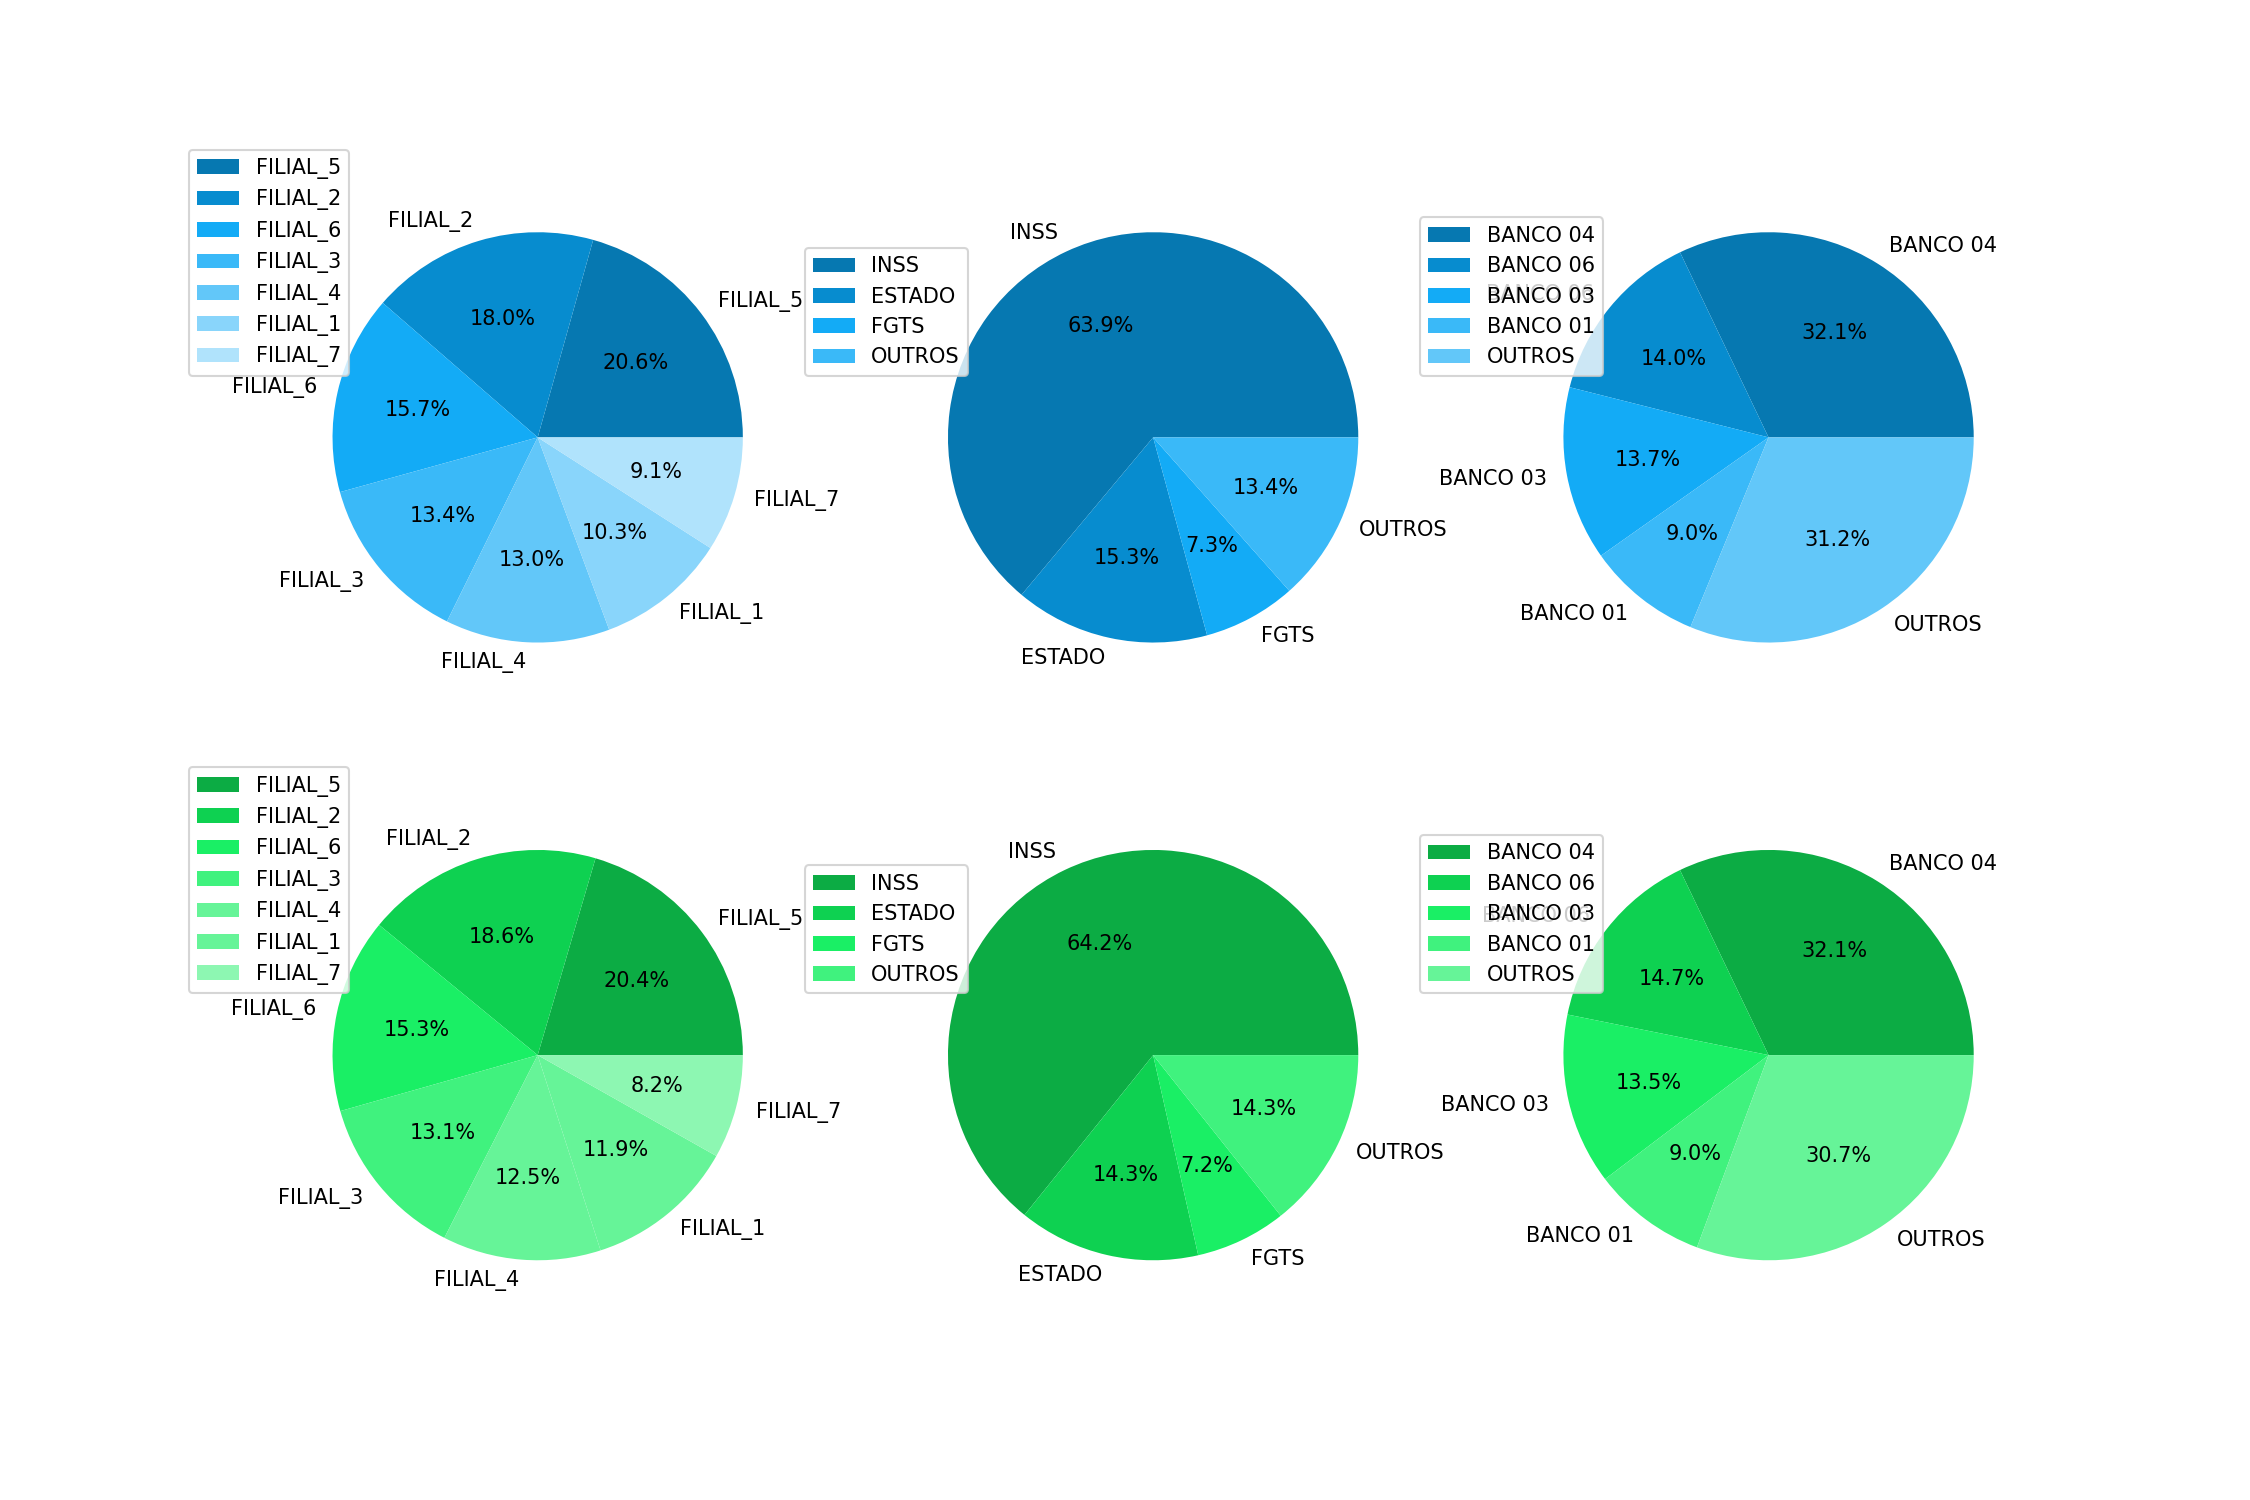 FILIAL_5
FILIAL_2
FILIAL_6
FILIAL_3
FILIAL_4
FILIAL_1
FILIAL_7
FILIAL_2
FILIAL_5
FILIAL_6
FILIAL_3
FILIAL_4
FILIAL_1
FILIAL_7
20.6%
18.0%
15.7%
13.4%
13.0%
10.3%
9.1%
INSS
ESTADO
FGTS
OUTROS
INSS
ESTADO
FGTS
OUTROS
63.9%
15.3%
7.3%
13.4%
BANCO 04
BANCO 06
BANCO 03
BANCO 01
OUTROS
BANCO 04
BANCO 06
BANCO 03
BANCO 01
OUTROS
32.1%
14.0%
13.7%
9.0%
31.2%
FILIAL_5
FILIAL_2
FILIAL_6
FILIAL_3
FILIAL_4
FILIAL_1
FILIAL_7
FILIAL_2
FILIAL_5
FILIAL_6
FILIAL_3
FILIAL_4
FILIAL_1
FILIAL_7
20.4%
18.6%
15.3%
13.1%
12.5%
11.9%
8.2%
INSS
ESTADO
FGTS
OUTROS
INSS
ESTADO
FGTS
OUTROS
64.2%
14.3%
7.2%
14.3%
BANCO 04
BANCO 06
BANCO 03
BANCO 01
OUTROS
BANCO 04
BANCO 06
BANCO 03
BANCO 01
OUTROS
32.1%
14.7%
13.5%
9.0%
30.7%